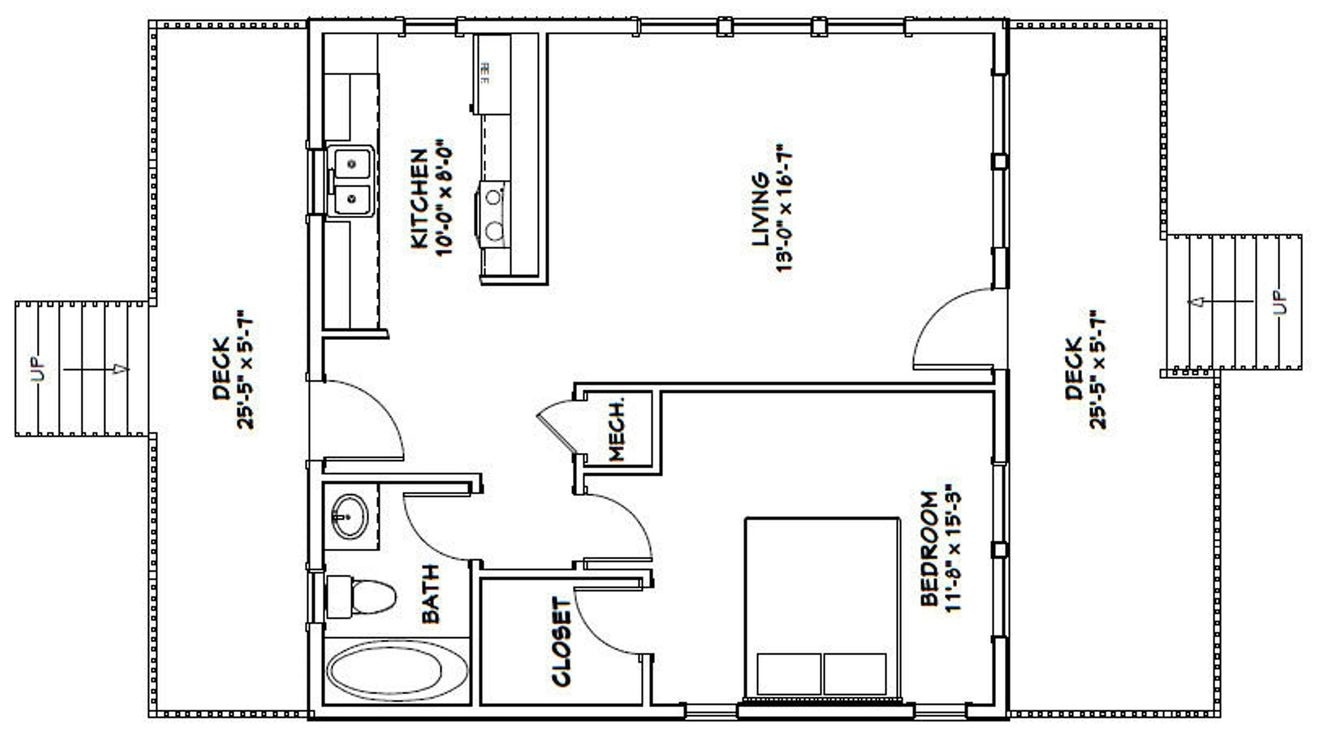 UP
DECK
25'-5" x 5'-7"
KITCHEN
10'-0" x 8'-0"
REF.
LIVING
13'-0" x 16'-7"
DECK
25'-5" x 5'-7"
UP
MECH.
BATH
CLOSET
BEDROOM
11'-8" x 15'-3"